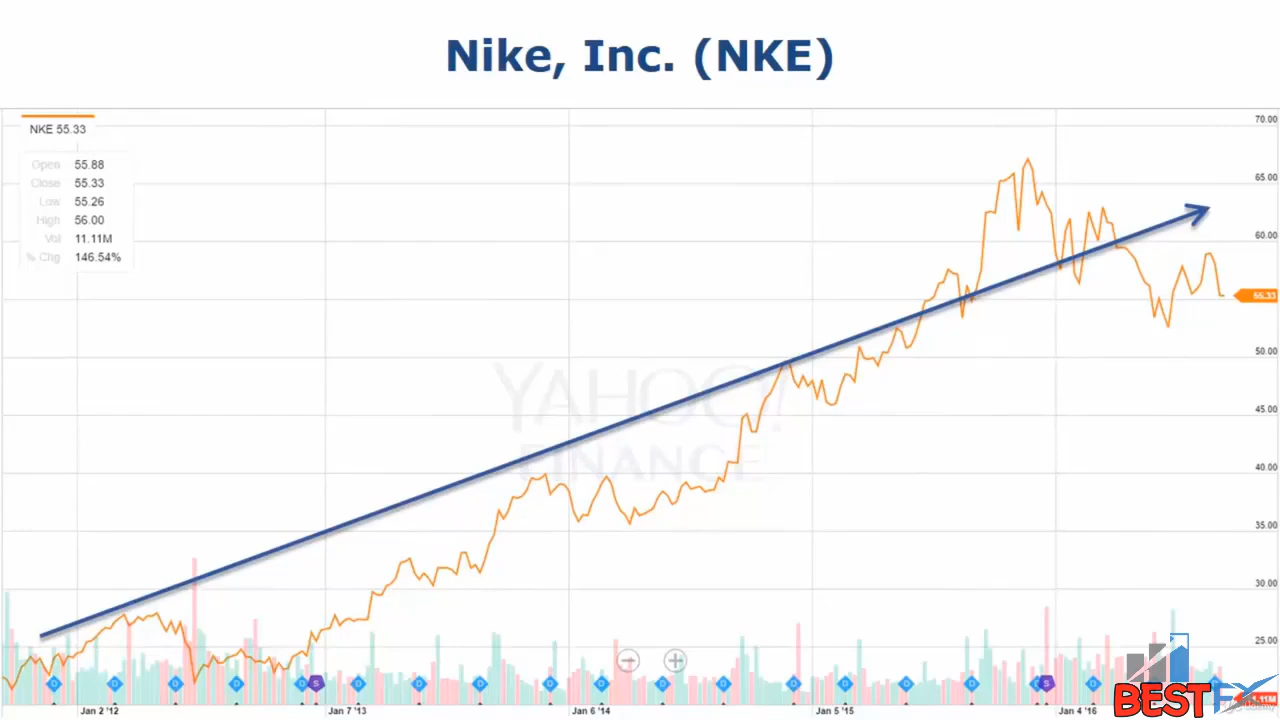 Nike, Inc. (NKE)
NKE 55.33
Open 55.88
Close 55.33
Low 55.26
High 56.00
Vol 11.11M
% Chg 146.54%
70.00
65.00
60.00
55.33
50.00
45.00
40.00
35.00
30.00
25.00
YAHOO!
FINANCE
D D D D D S D D D D D D D D D D D D S D
Jan 2 '12 Jan 7 '13 Jan 6 '14 Jan 5 '15 Jan 4 '16
BESTFX